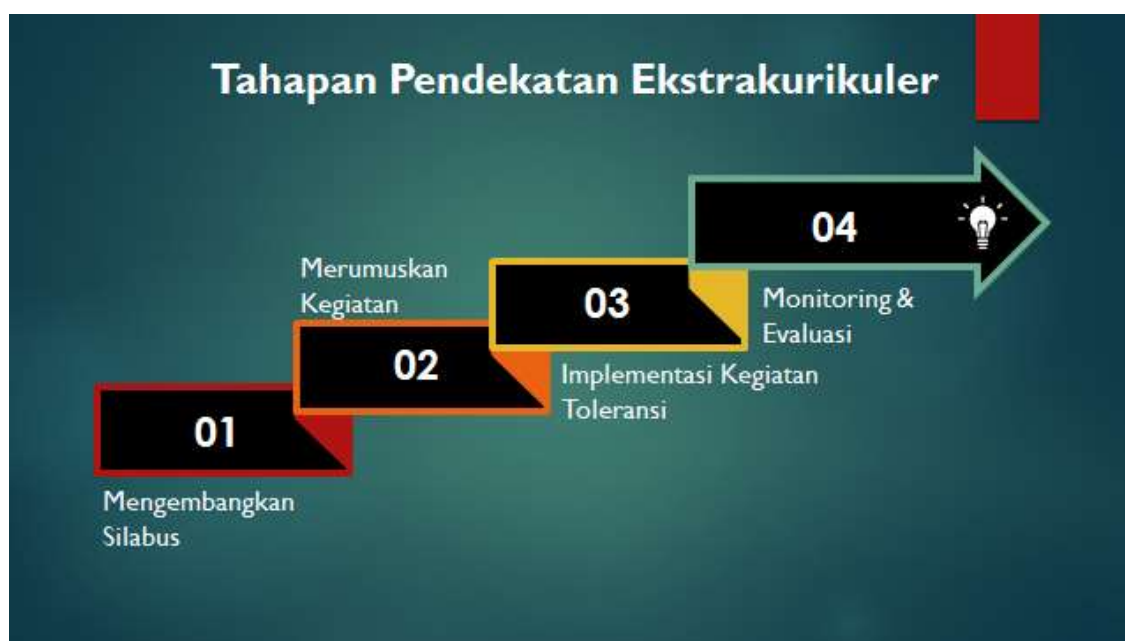 Tahapan Pendekatan Ekstrakurikuler
01
Mengembangkan
Silabus
02
Merumuskan
Kegiatan
03
Implementasi Kegiatan
Toleransi
04
Monitoring &
Evaluasi